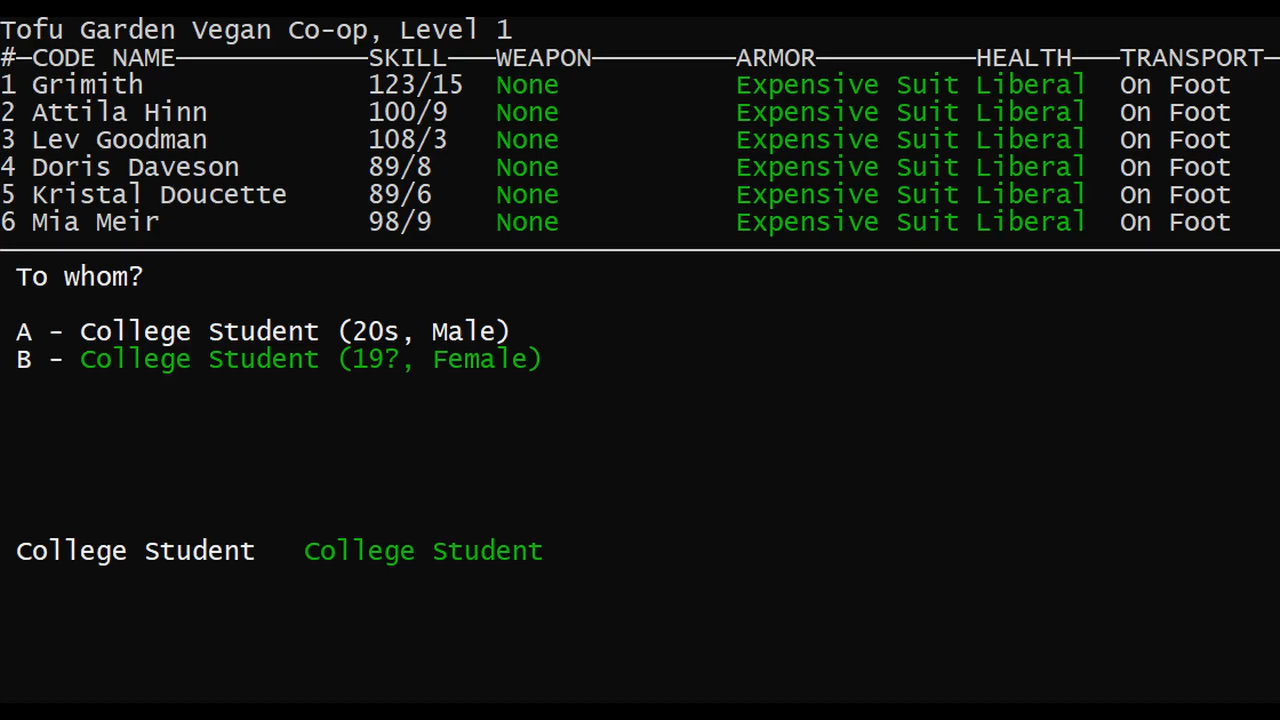 Tofu Garden Vegan Co-op, Level 1
#—CODE NAME————————————SKILL———WEAPON—————————ARMOR——————————HEALTH———TRANSPORT—
1 Grimith 123/15 None Expensive Suit Liberal On Foot
2 Attila Hinn 100/9 None Expensive Suit Liberal On Foot
3 Lev Goodman 108/3 None Expensive Suit Liberal On Foot
4 Doris Daveson 89/8 None Expensive Suit Liberal On Foot
5 Kristal Doucette 89/6 None Expensive Suit Liberal On Foot
6 Mia Meir 98/9 None Expensive Suit Liberal On Foot
To whom?
A - College Student (20s, Male)
B - College Student (19?, Female)
College Student College Student